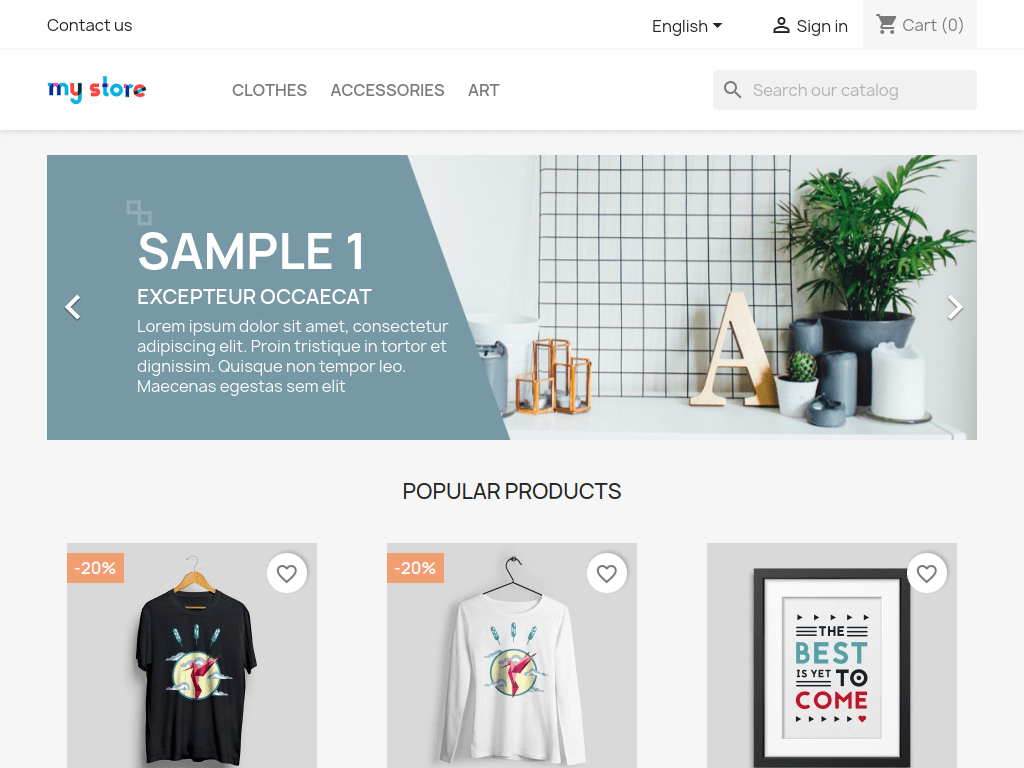 Contact us
English
Sign in
Cart (0)
my store
CLOTHES
ACCESSORIES
ART
Search our catalog
SAMPLE 1
EXCEPTEUR OCCAECAT
Lorem ipsum dolor sit amet, consectetur
adipiscing elit. Proin tristique in tortor et
dignissim. Quisque non tempor leo.
Maecenas egestas sem elit
A
POPULAR PRODUCTS
-20%
-20%
THE
BEST
IS YET TO
COME